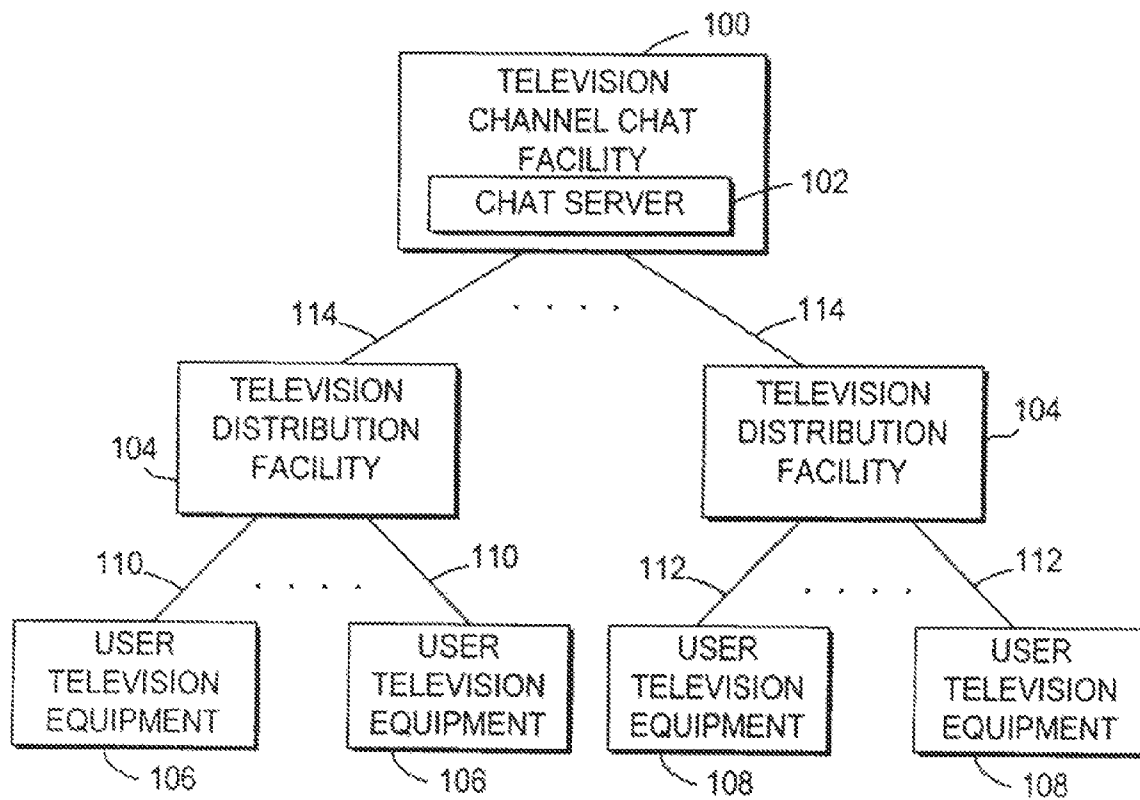 100
TELEVISION
CHANNEL CHAT
FACILITY
CHAT SERVER
102
114
114
TELEVISION
DISTRIBUTION
FACILITY
104
TELEVISION
DISTRIBUTION
FACILITY
104
110
110
112
112
USER
TELEVISION
EQUIPMENT
USER
TELEVISION
EQUIPMENT
USER
TELEVISION
EQUIPMENT
USER
TELEVISION
EQUIPMENT
106
106
108
108